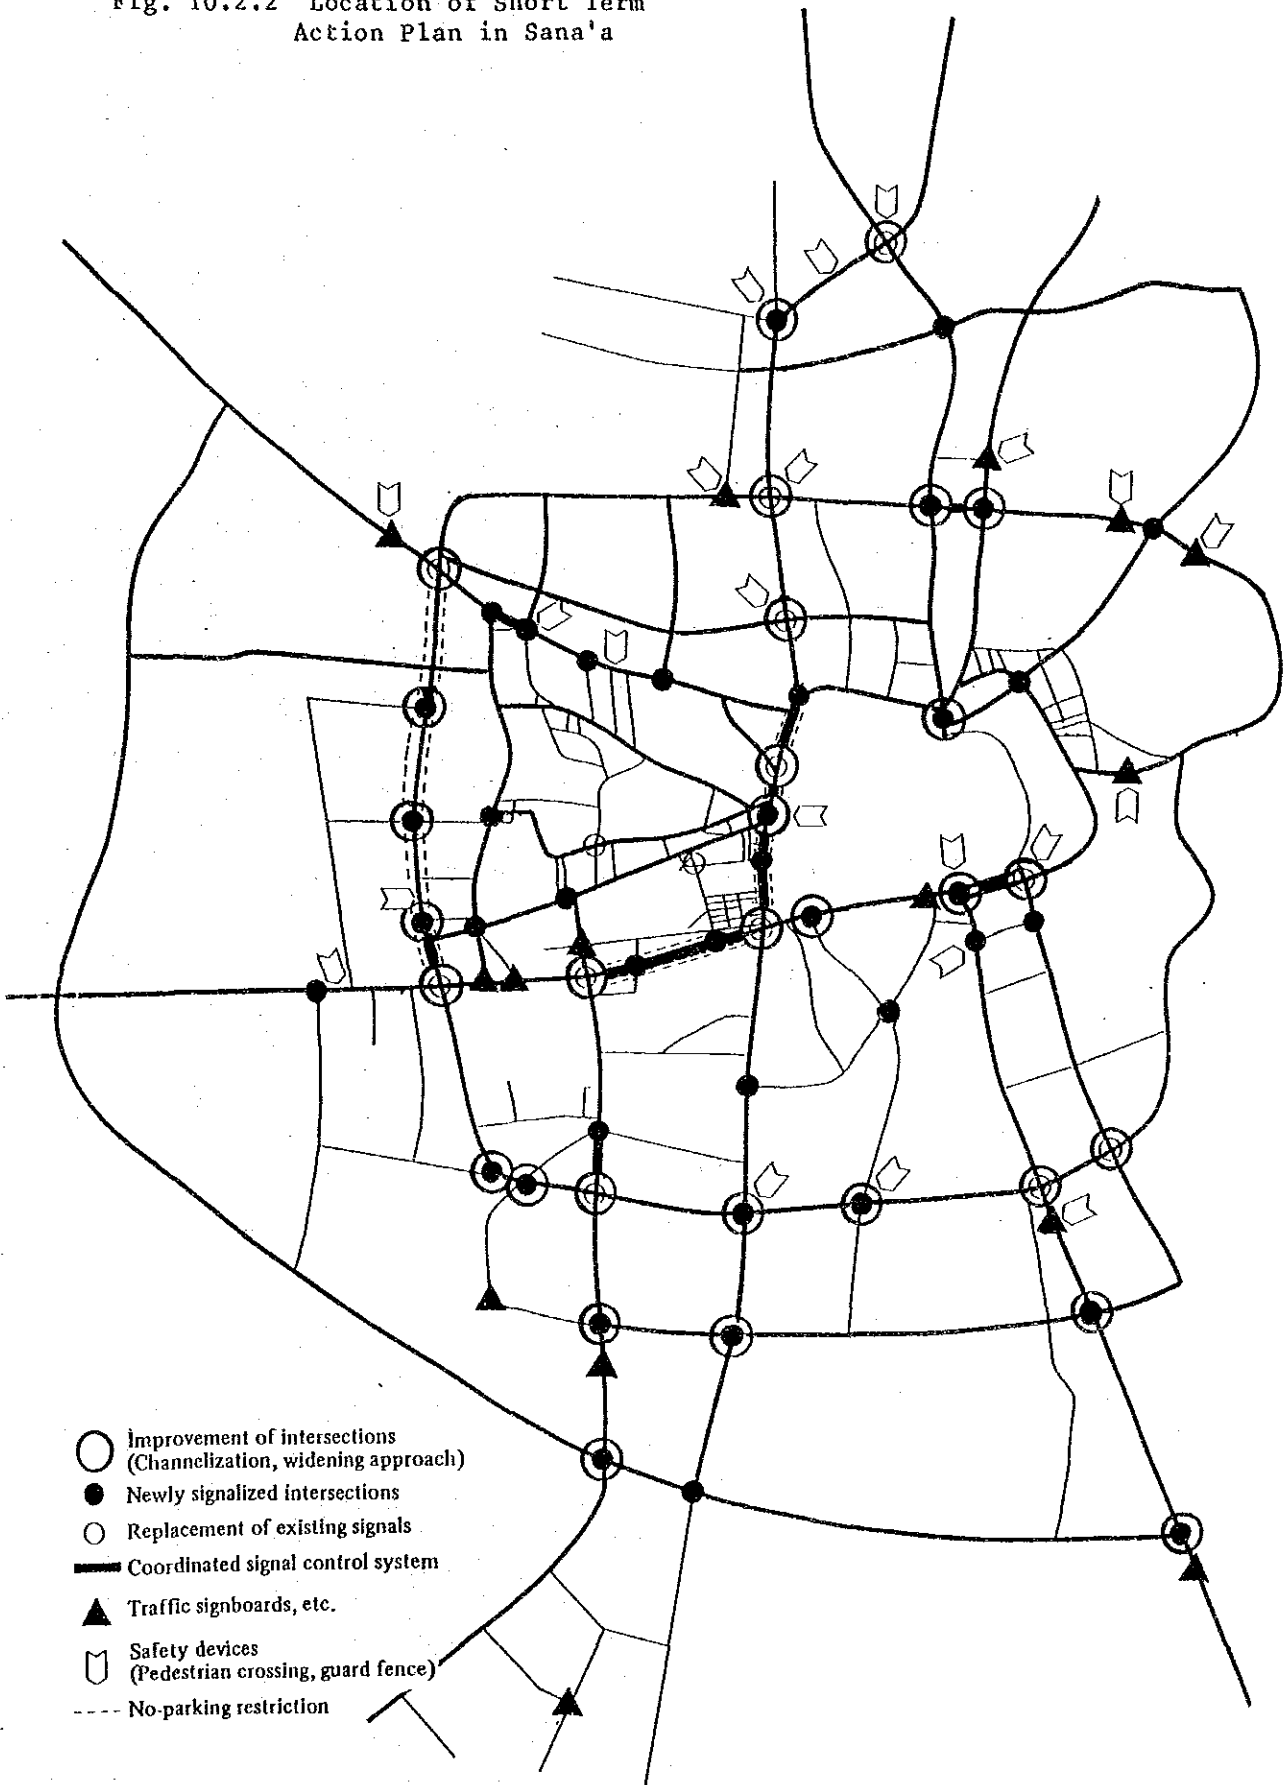 Fig. 10.2.2 Location of Short Term
Action Plan in Sana'a
Improvement of intersections
(Channelization, widening approach)
Newly signalized intersections
Replacement of existing signals
Coordinated signal control system
Traffic signboards, etc.
Safety devices
(Pedestrian crossing, guard fence)
No-parking restriction